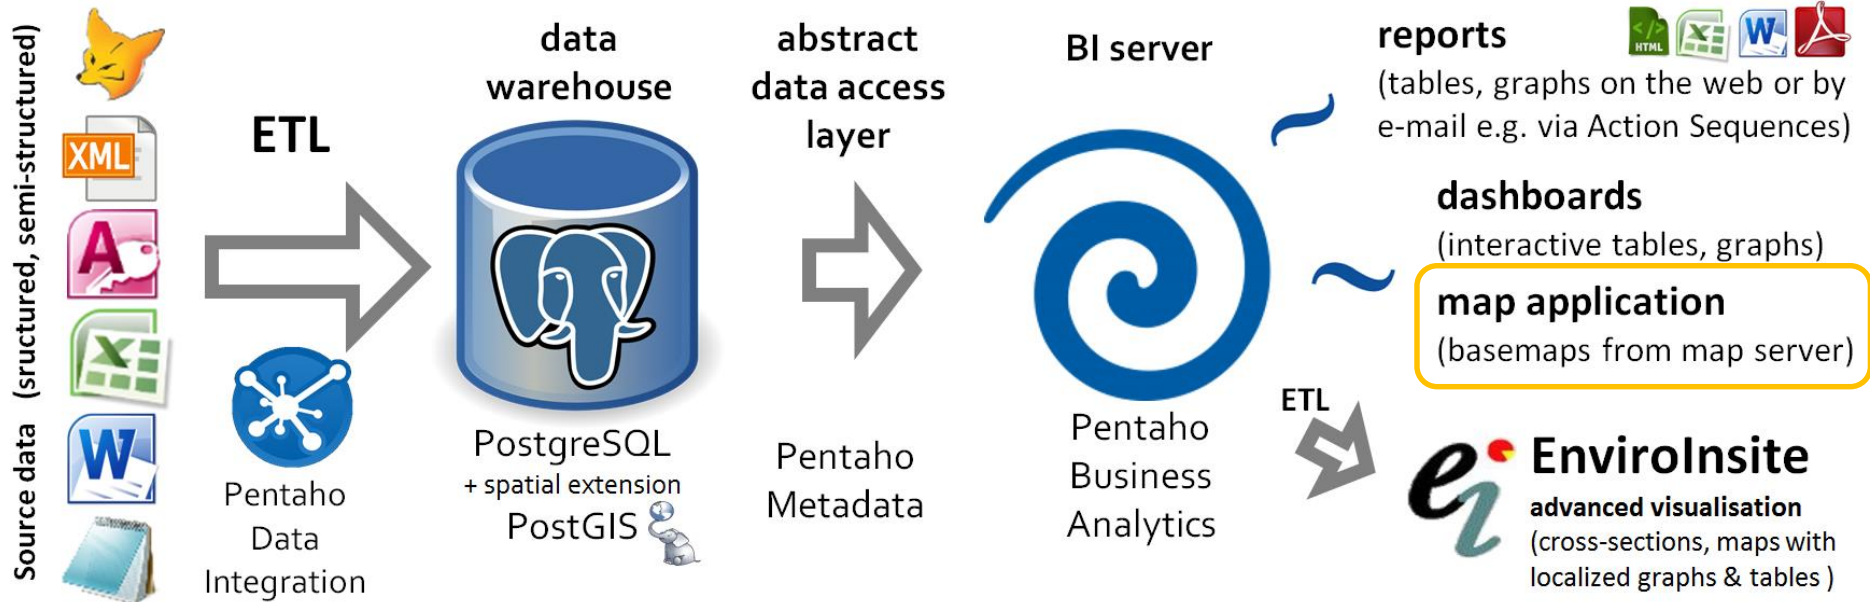 Source data (sructured, semi-structured)
XML
A
X
W
ETL
Pentaho
Data
Integration
data
warehouse
PostgreSQL
+ spatial extension
PostGIS
abstract
data access
layer
Pentaho
Metadata
BI server
Pentaho
Business
Analytics
reports
HTML
X
W
(tables, graphs on the web or by
e-mail e.g. via Action Sequences)
dashboards
(interactive tables, graphs)
map application
(basemaps from map server)
ETL
ei
EnviroInsite
advanced visualisation
(cross-sections, maps with
localized graphs & tables )